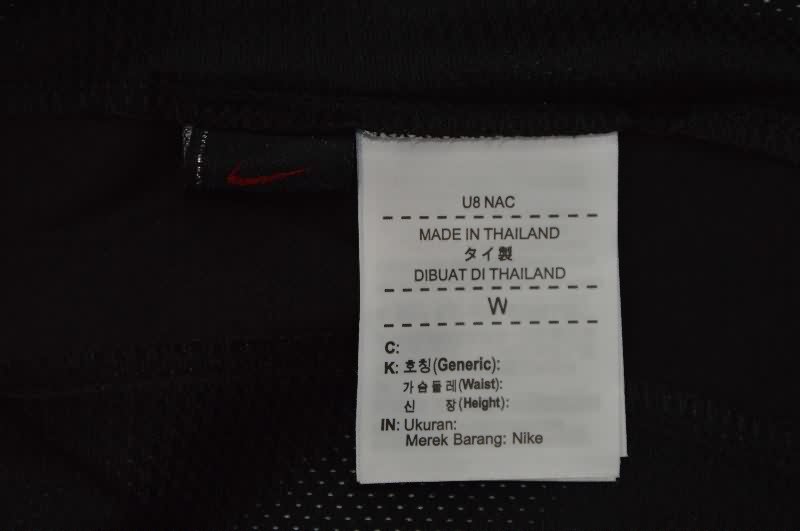 U8 NAC
MADE IN THAILAND
タイ製
DIBUAT DI THAILAND
W
C:
K: 호칭(Generic):
가슴둘레(Waist):
신 장(Height):
IN: Ukuran:
Merek Barang: Nike